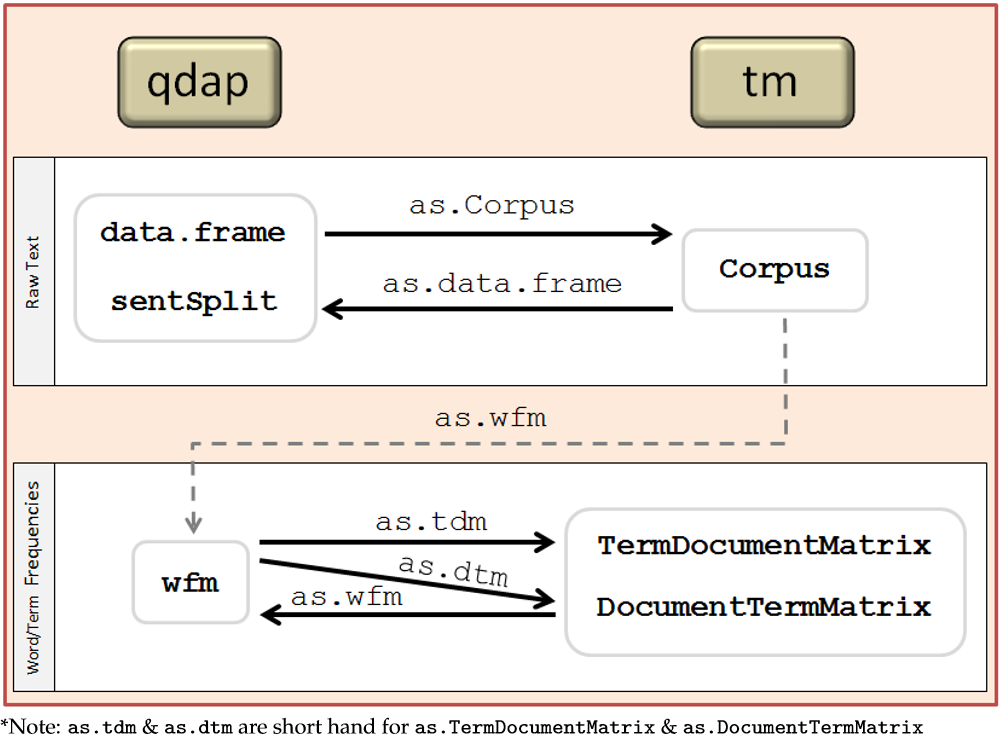 qdap
tm
Raw Text
data.frame
sentSplit
as.Corpus
as.data.frame
Corpus
as.wfm
Word/Term Frequencies
wfm
as.tdm
as.dtm
as.wfm
TermDocumentMatrix
DocumentTermMatrix
*Note: as.tdm & as.dtm are short hand for as.TermDocumentMatrix & as.DocumentTermMatrix